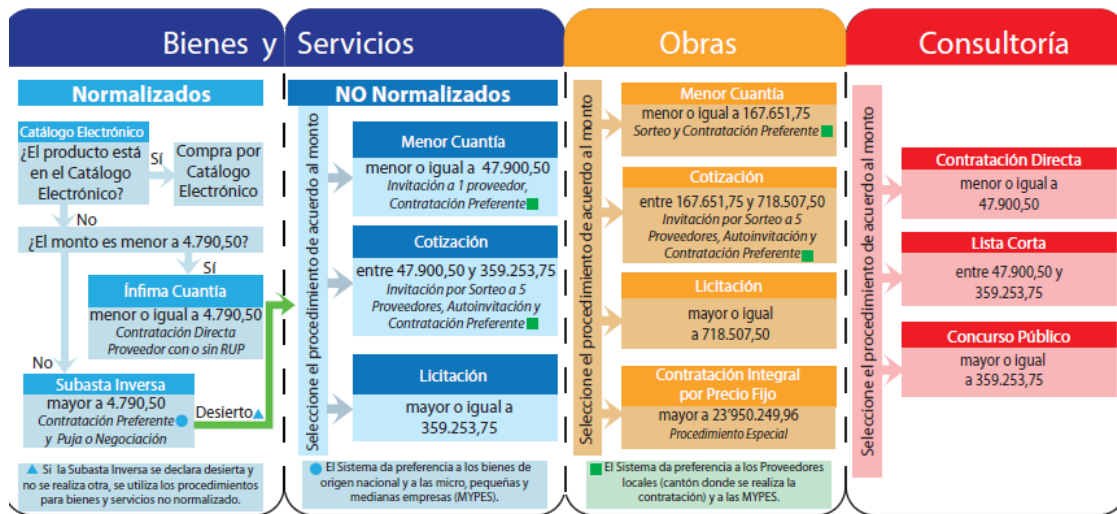 Bienes y Servicios
Normalizados
Catálogo Electrónico
¿El producto está
en el Catálogo
Electrónico?
Sí
Compra por
Catálogo
Electrónico
No
¿El monto es menor a 4.790,50?
Sí
Ínfima Cuantía
menor o igual a 4.790,50
Contratación Directa
Proveedor con o sin RUP
No
Subasta Inversa
mayor a 4.790,50
Contratación Preferente
y Puja o Negociación
Desierto
Si la Subasta Inversa se declara desierta y
no se realiza otra, se utiliza los procedimientos
para bienes y servicios no normalizado.
NO Normalizados
Seleccione el procedimiento de acuerdo al monto
Menor Cuantía
menor o igual a 47.900,50
Invitación a 1 proveedor,
Contratación Preferente
Cotización
entre 47.900,50 y 359.253,75
Invitación por Sorteo a 5
Proveedores, Autoinvitación y
Contratación Preferente
Licitación
mayor o igual a
359.253,75
El Sistema da preferencia a los bienes de
origen nacional y a las micro, pequeñas y
medianas empresas (MYPES).
Obras
Seleccione el procedimiento de acuerdo al monto
Menor Cuantía
menor o igual a 167.651,75
Sorteo y Contratación Preferente
Cotización
entre 167.651,75 y 718.507,50
Invitación por Sorteo a 5
Proveedores, Autoinvitación y
Contratación Preferente
Licitación
mayor o igual
a 718.507,50
Contratación Integral
por Precio Fijo
mayor a 23'950.249,96
Procedimiento Especial
El Sistema da preferencia a los Proveedores
locales (cantón donde se realiza la
contratación) y a las MYPES.
Consultoría
Seleccione el procedimiento de acuerdo al monto
Contratación Directa
menor o igual a
47.900,50
Lista Corta
entre 47.900,50 y
359.253,75
Concurso Público
mayor o igual
a 359.253,75